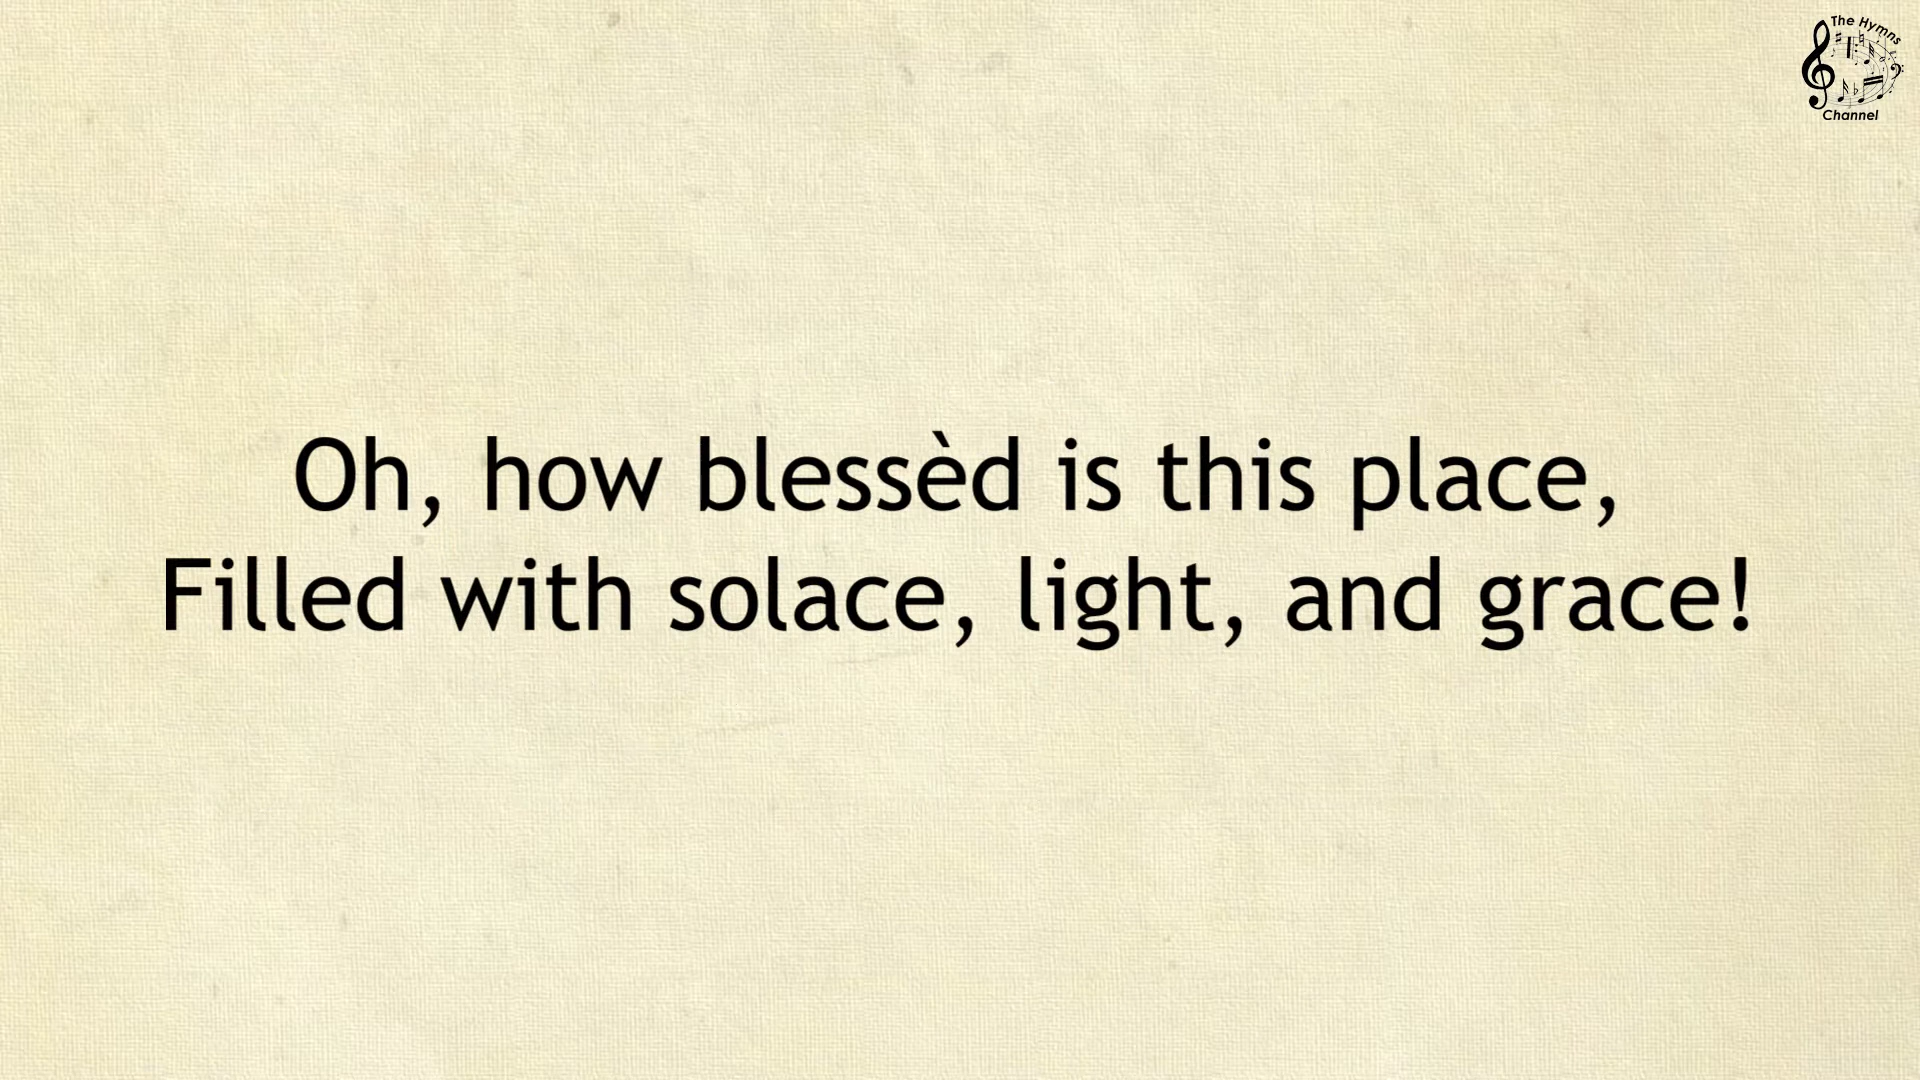 The Hymns
Channel
Oh, how blessèd is this place,
Filled with solace, light, and grace!